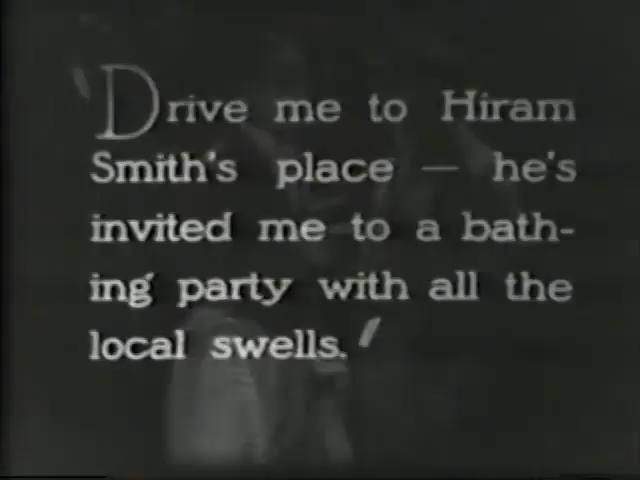 'Drive me to Hiram
Smith's place — he's
invited me to a bath-
ing party with all the
local swells.'